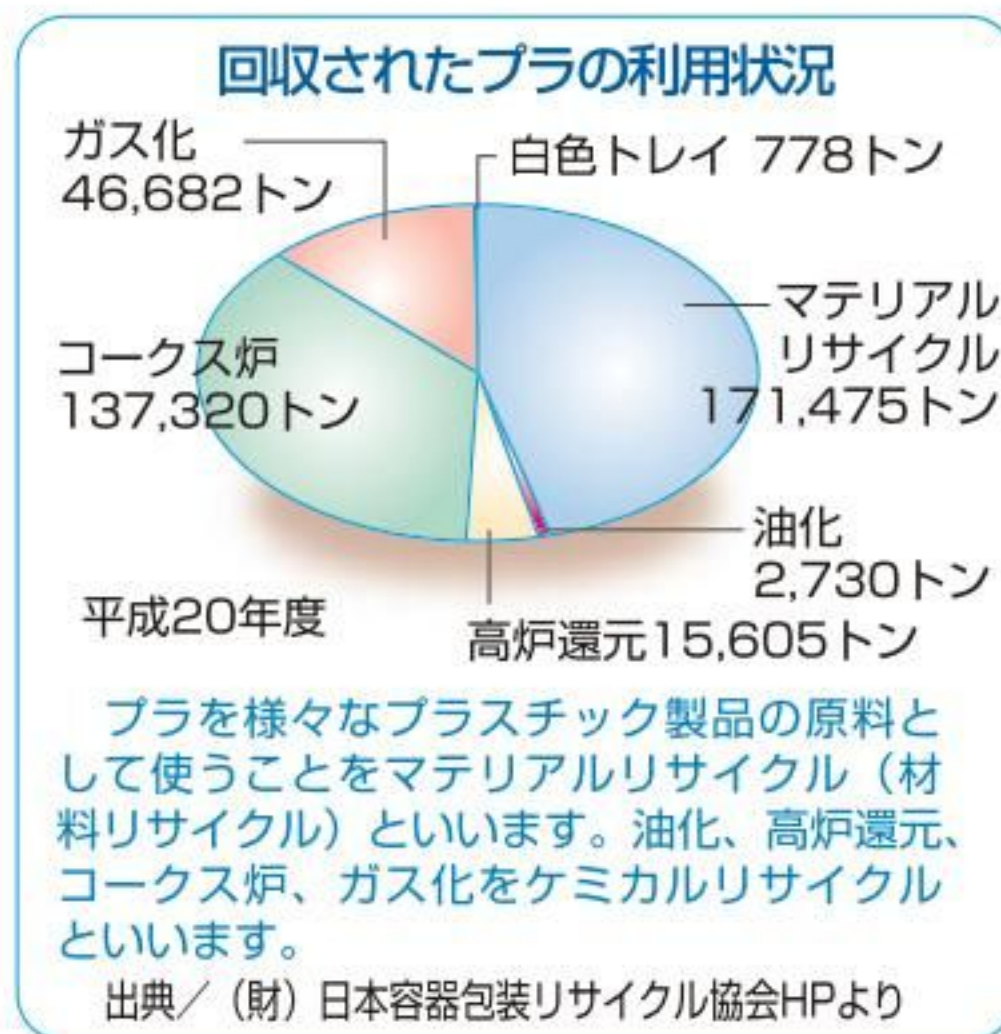 回収されたプラの利用状況
ガス化
46,682トン
白色トレイ 778トン
マテリアル
リサイクル
171,475トン
コークス炉
137,320トン
油化
2,730トン
平成20年度
高炉還元15,605トン
プラを様々なプラスチック製品の原料と
して使うことをマテリアルリサイクル（材
料リサイクル）といいます。油化、高炉還元、
コークス炉、ガス化をケミカルリサイクル
といいます。
出典／（財）日本容器包装リサイクル協会HPより